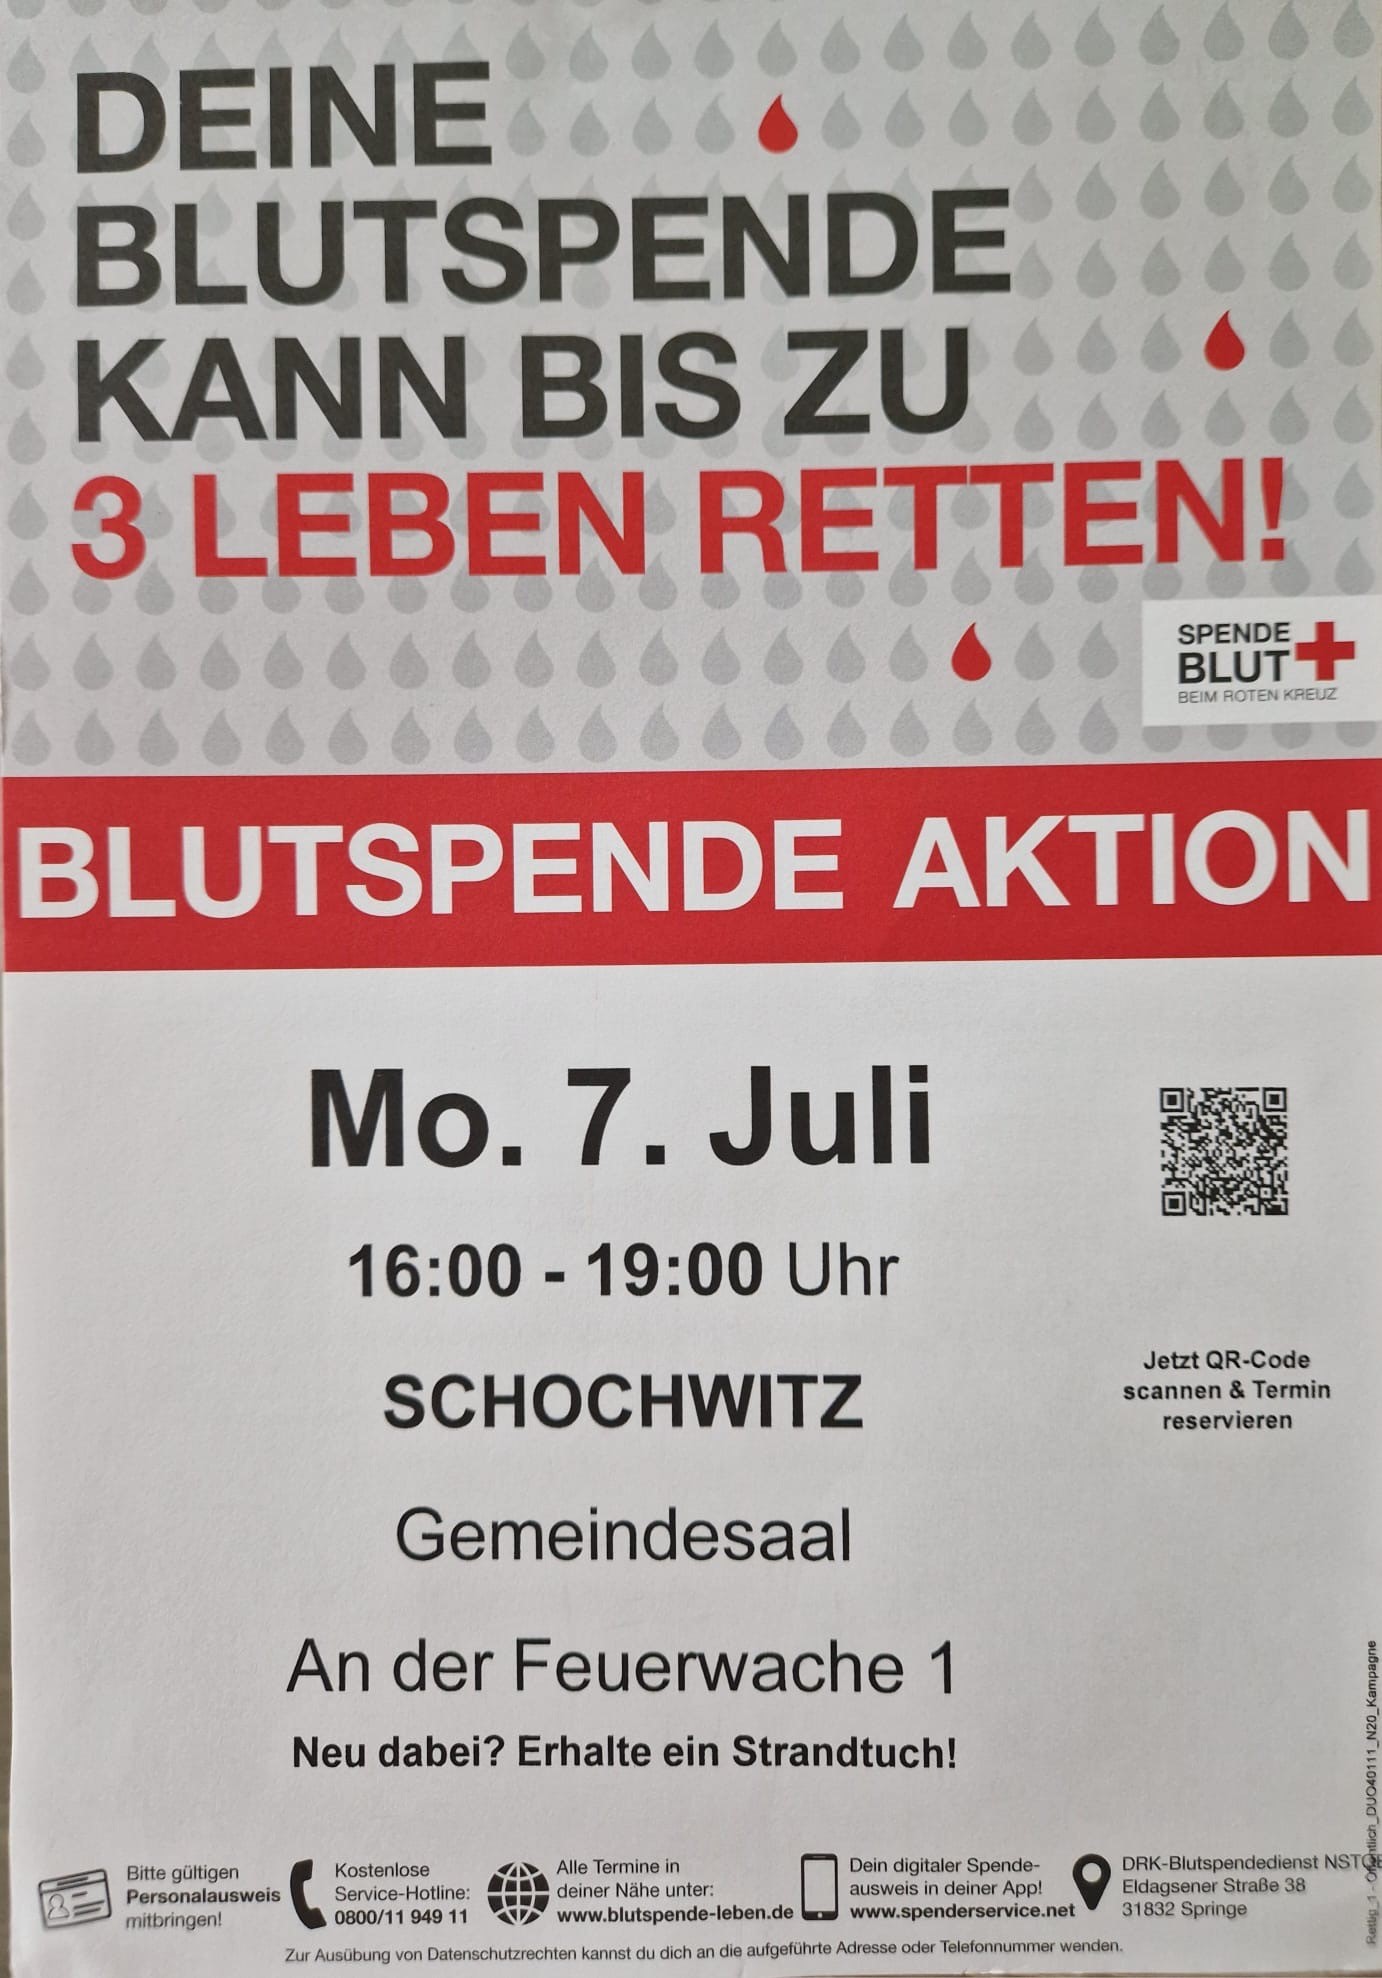 DEINE
BLUTSPENDE
KANN BIS ZU
3 LEBEN RETTEN!
SPENDE
BLUT
BEIM ROTEN KREUZ
BLUTSPENDE AKTION
Mo. 7. Juli
16:00 - 19:00 Uhr
SCHOCHWITZ
Gemeindesaal
An der Feuerwache 1
Neu dabei? Erhalte ein Strandtuch!
Jetzt QR-Code
scannen & Termin
reservieren
Bitte gültigen
Personalausweis
mitbringen!
Kostenlose
Service-Hotline:
0800/11 949 11
Alle Termine in
deiner Nähe unter:
www.blutspende-leben.de
Dein digitaler Spende-
ausweis in deiner App!
www.spenderservice.net
DRK-Blutspendedienst
Eldagsener Straße 38
31832 Springe
Zur Ausübung von Datenschutzrechten kannst du dich an die aufgeführte Adresse oder Telefonnummer wenden.